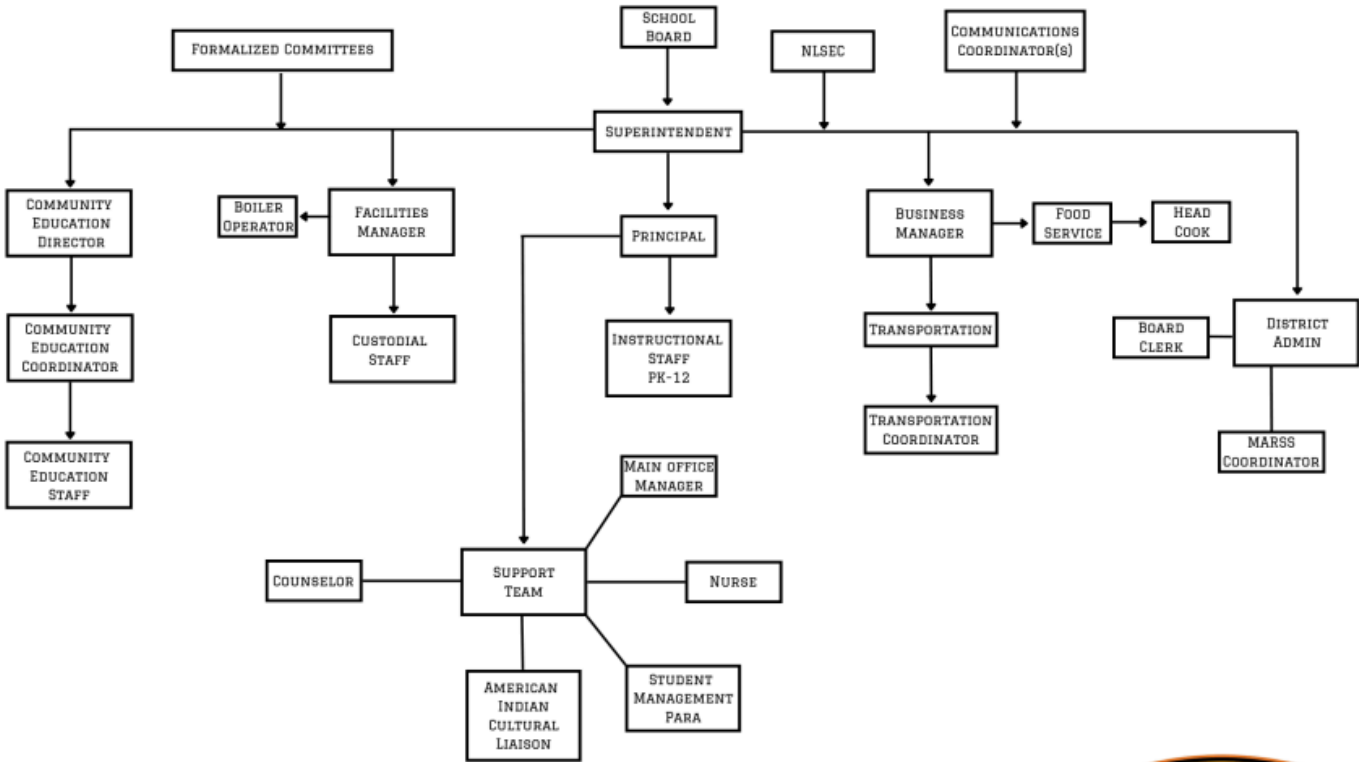 School
Board
Formalized Committees
NLSEC
Communications
Coordinator(s)
Superintendent
Community
Education
Director
Boiler
Operator
Facilities
Manager
Principal
Business
Manager
Food
Service
Head
Cook
Community
Education
Coordinator
Custodial
Staff
Instructional
Staff
PK-12
Transportation
Board
Clerk
District
Admin
Transportation
Coordinator
MARSS
Coordinator
Community
Education
Staff
Main office
Manager
Counselor
Support
Team
Nurse
American
Indian
Cultural
Liaison
Student
Management
Para